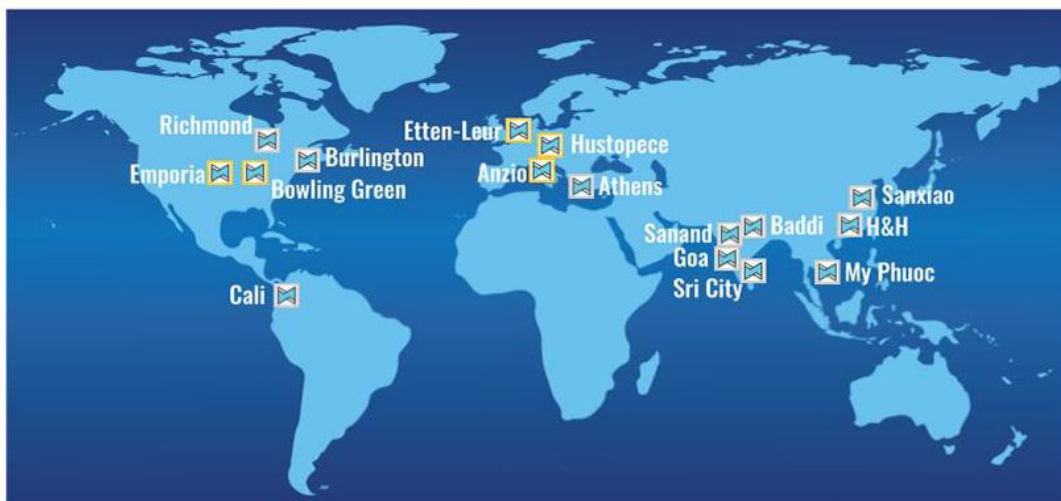 Richmond
Burlington
Emporia
Bowling Green
Cali
Etten-Leur
Hustopece
Anzio
Athens
Sanxiao
Sanand
Baddi
H&H
Goa
Sri City
My Phuoc